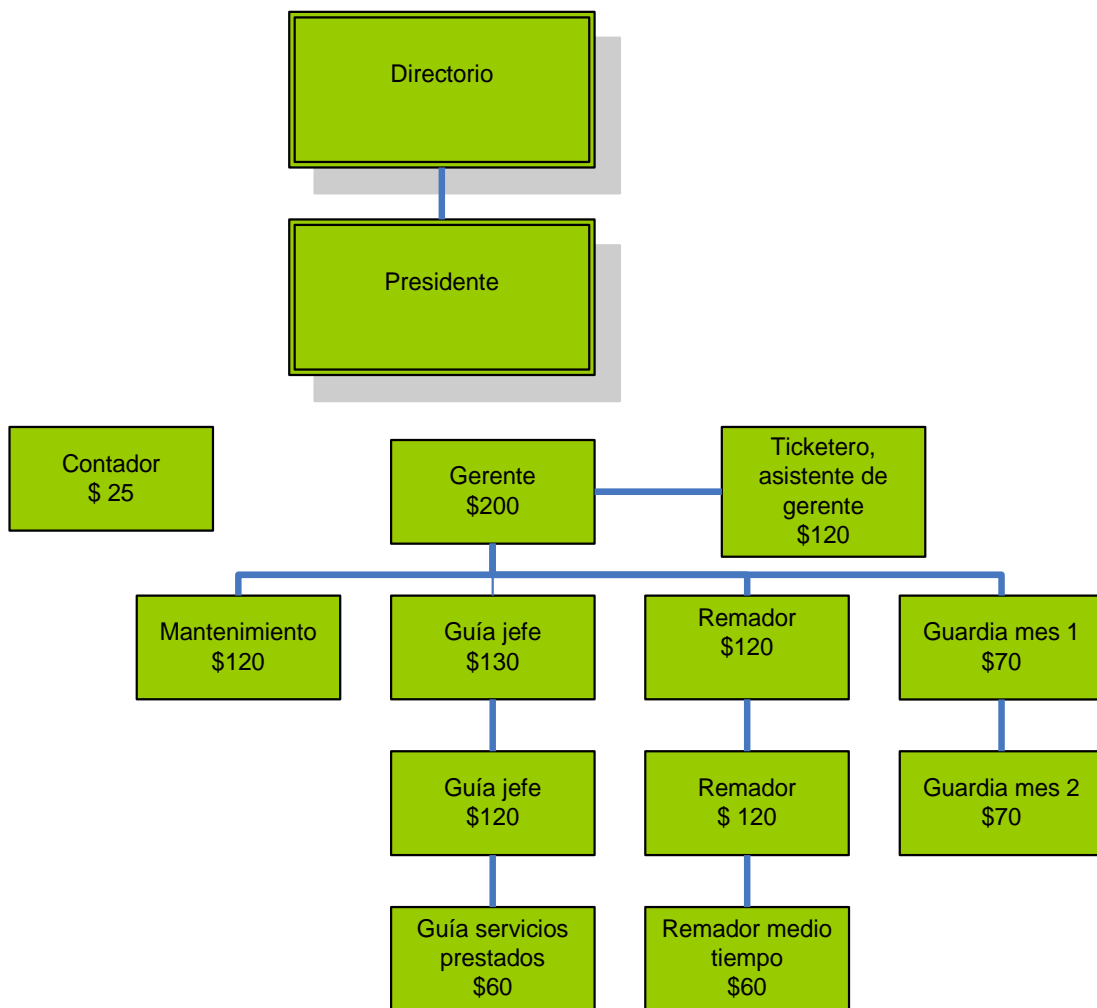 Directorio
Presidente
Contador
$ 25
Gerente
$200
Ticketero,
asistente de
gerente
$120
Mantenimiento
$120
Guía jefe
$130
Remador
$120
Guardia mes 1
$70
Guía jefe
$120
Remador
$ 120
Guardia mes 2
$70
Guía servicios
prestados
$60
Remador medio
tiempo
$60